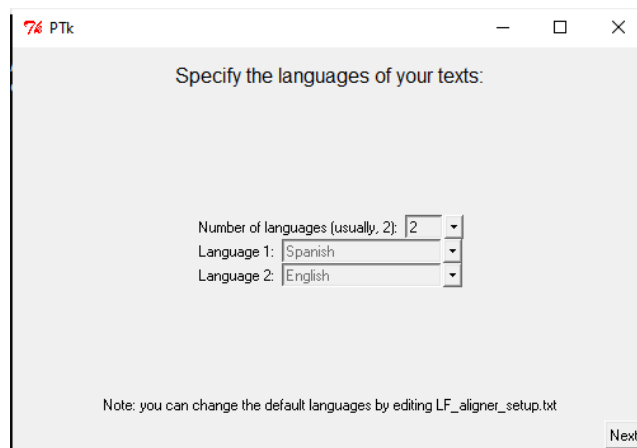 PTk
Specify the languages of your texts:
Number of languages (usually, 2): 2
Language 1: Spanish
Language 2: English
Note: you can change the default languages by editing LF_aligner_setup.txt
Next